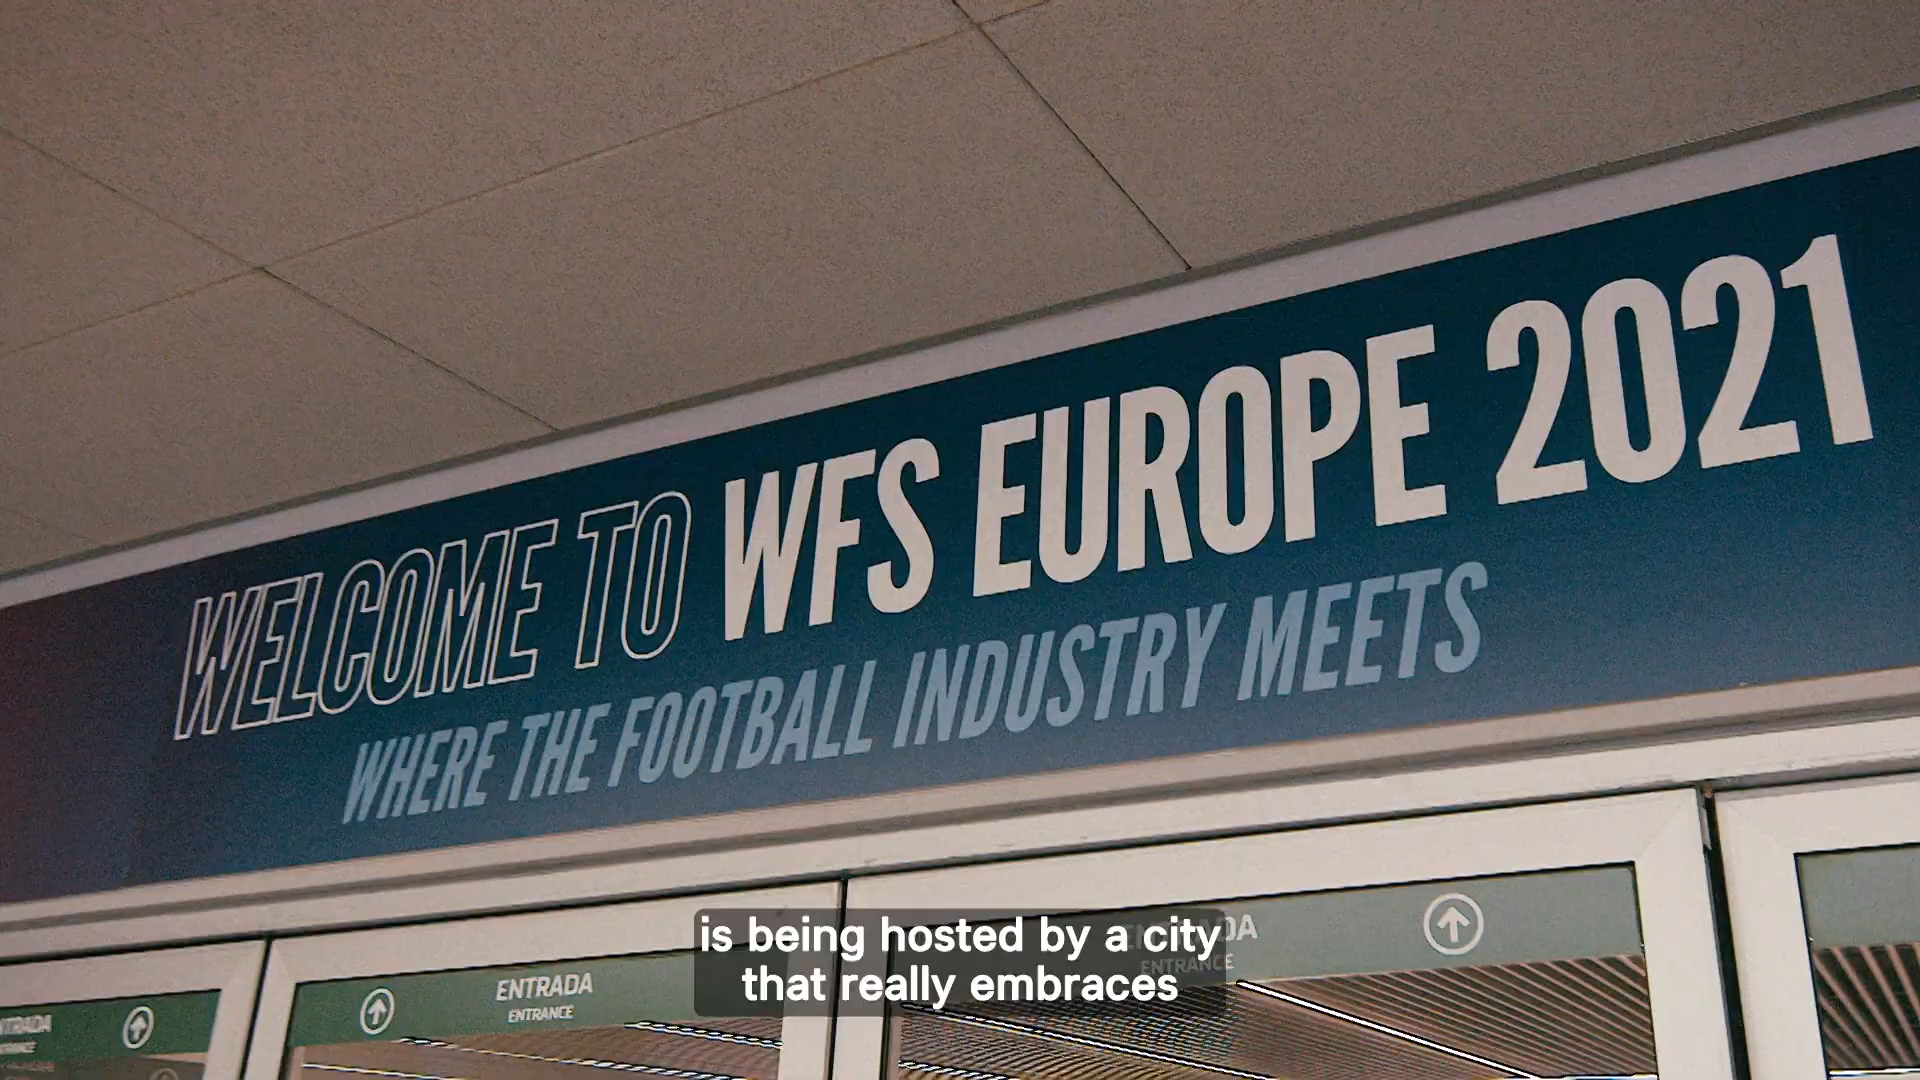 WELCOME TO WFS EUROPE 2021
WHERE THE FOOTBALL INDUSTRY MEETS
ENTRADA
ENTRANCE
ENTRANCE
is being hosted by a city
that really embraces